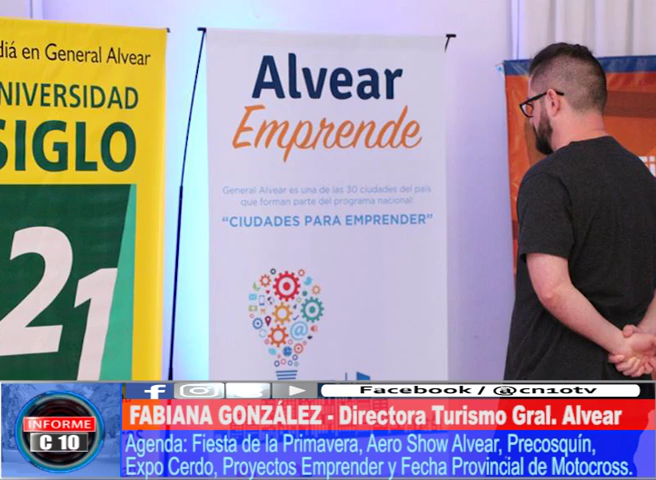 diá en General Alvear
NIVERSIDAD
SIGLO
21
Alvear
Emprende
General Alvear es una de las 30 ciudades del país
que forman parte del programa nacional:
“CIUDADES PARA EMPRENDER”
Facebook / @cn10tv
INFORME
C 10
FABIANA GONZÁLEZ - Directora Turismo Gral. Alvear
Agenda: Fiesta de la Primavera, Aero Show Alvear, Precosquín,
Expo Cerdo, Proyectos Emprender y Fecha Provincial de Motocross.